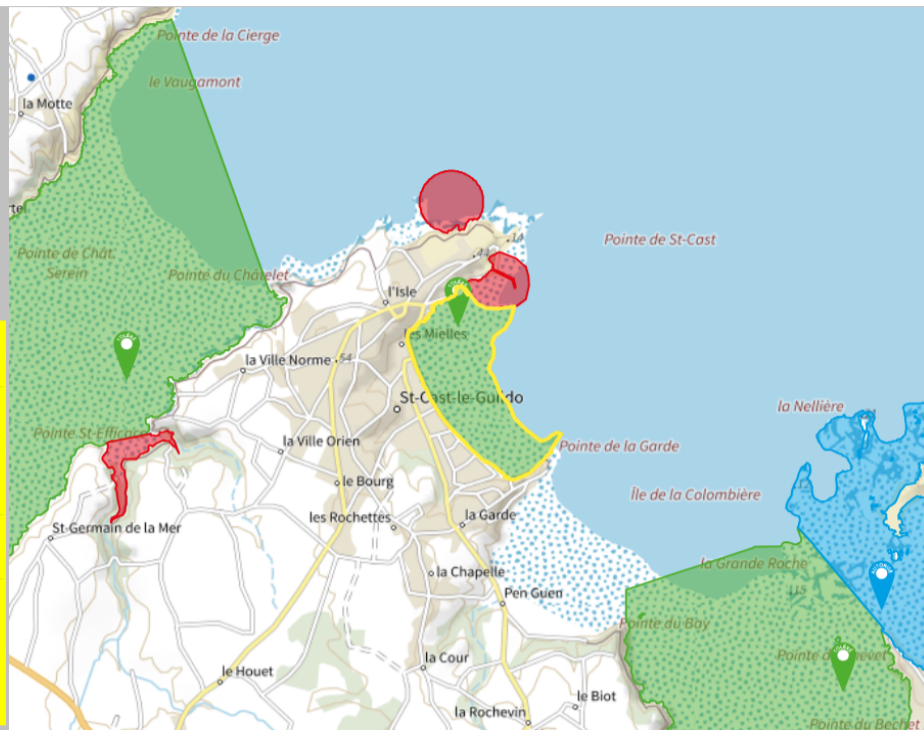 Pointe de la Cierge
le Vaugamont
la Motte
Pointe de Chât.
Serein
Pointe du Châtelet
Pointe de St-Cast
14
44
l'Isle
les Mielles
la Ville Norme
54
St-Cast-le-Guildo
la Nellière
Pointe St-Efficace
la Ville Orien
Pointe de la Garde
le Bourg
Île de la Colombière
les Rochettes
la Garde
St-Germain de la Mer
la Grande Roche
la Chapelle
Pen Guen
Pointe du Bay
la Cour
le Houet
le Biot
la Rochevin
Pointe du Bechet